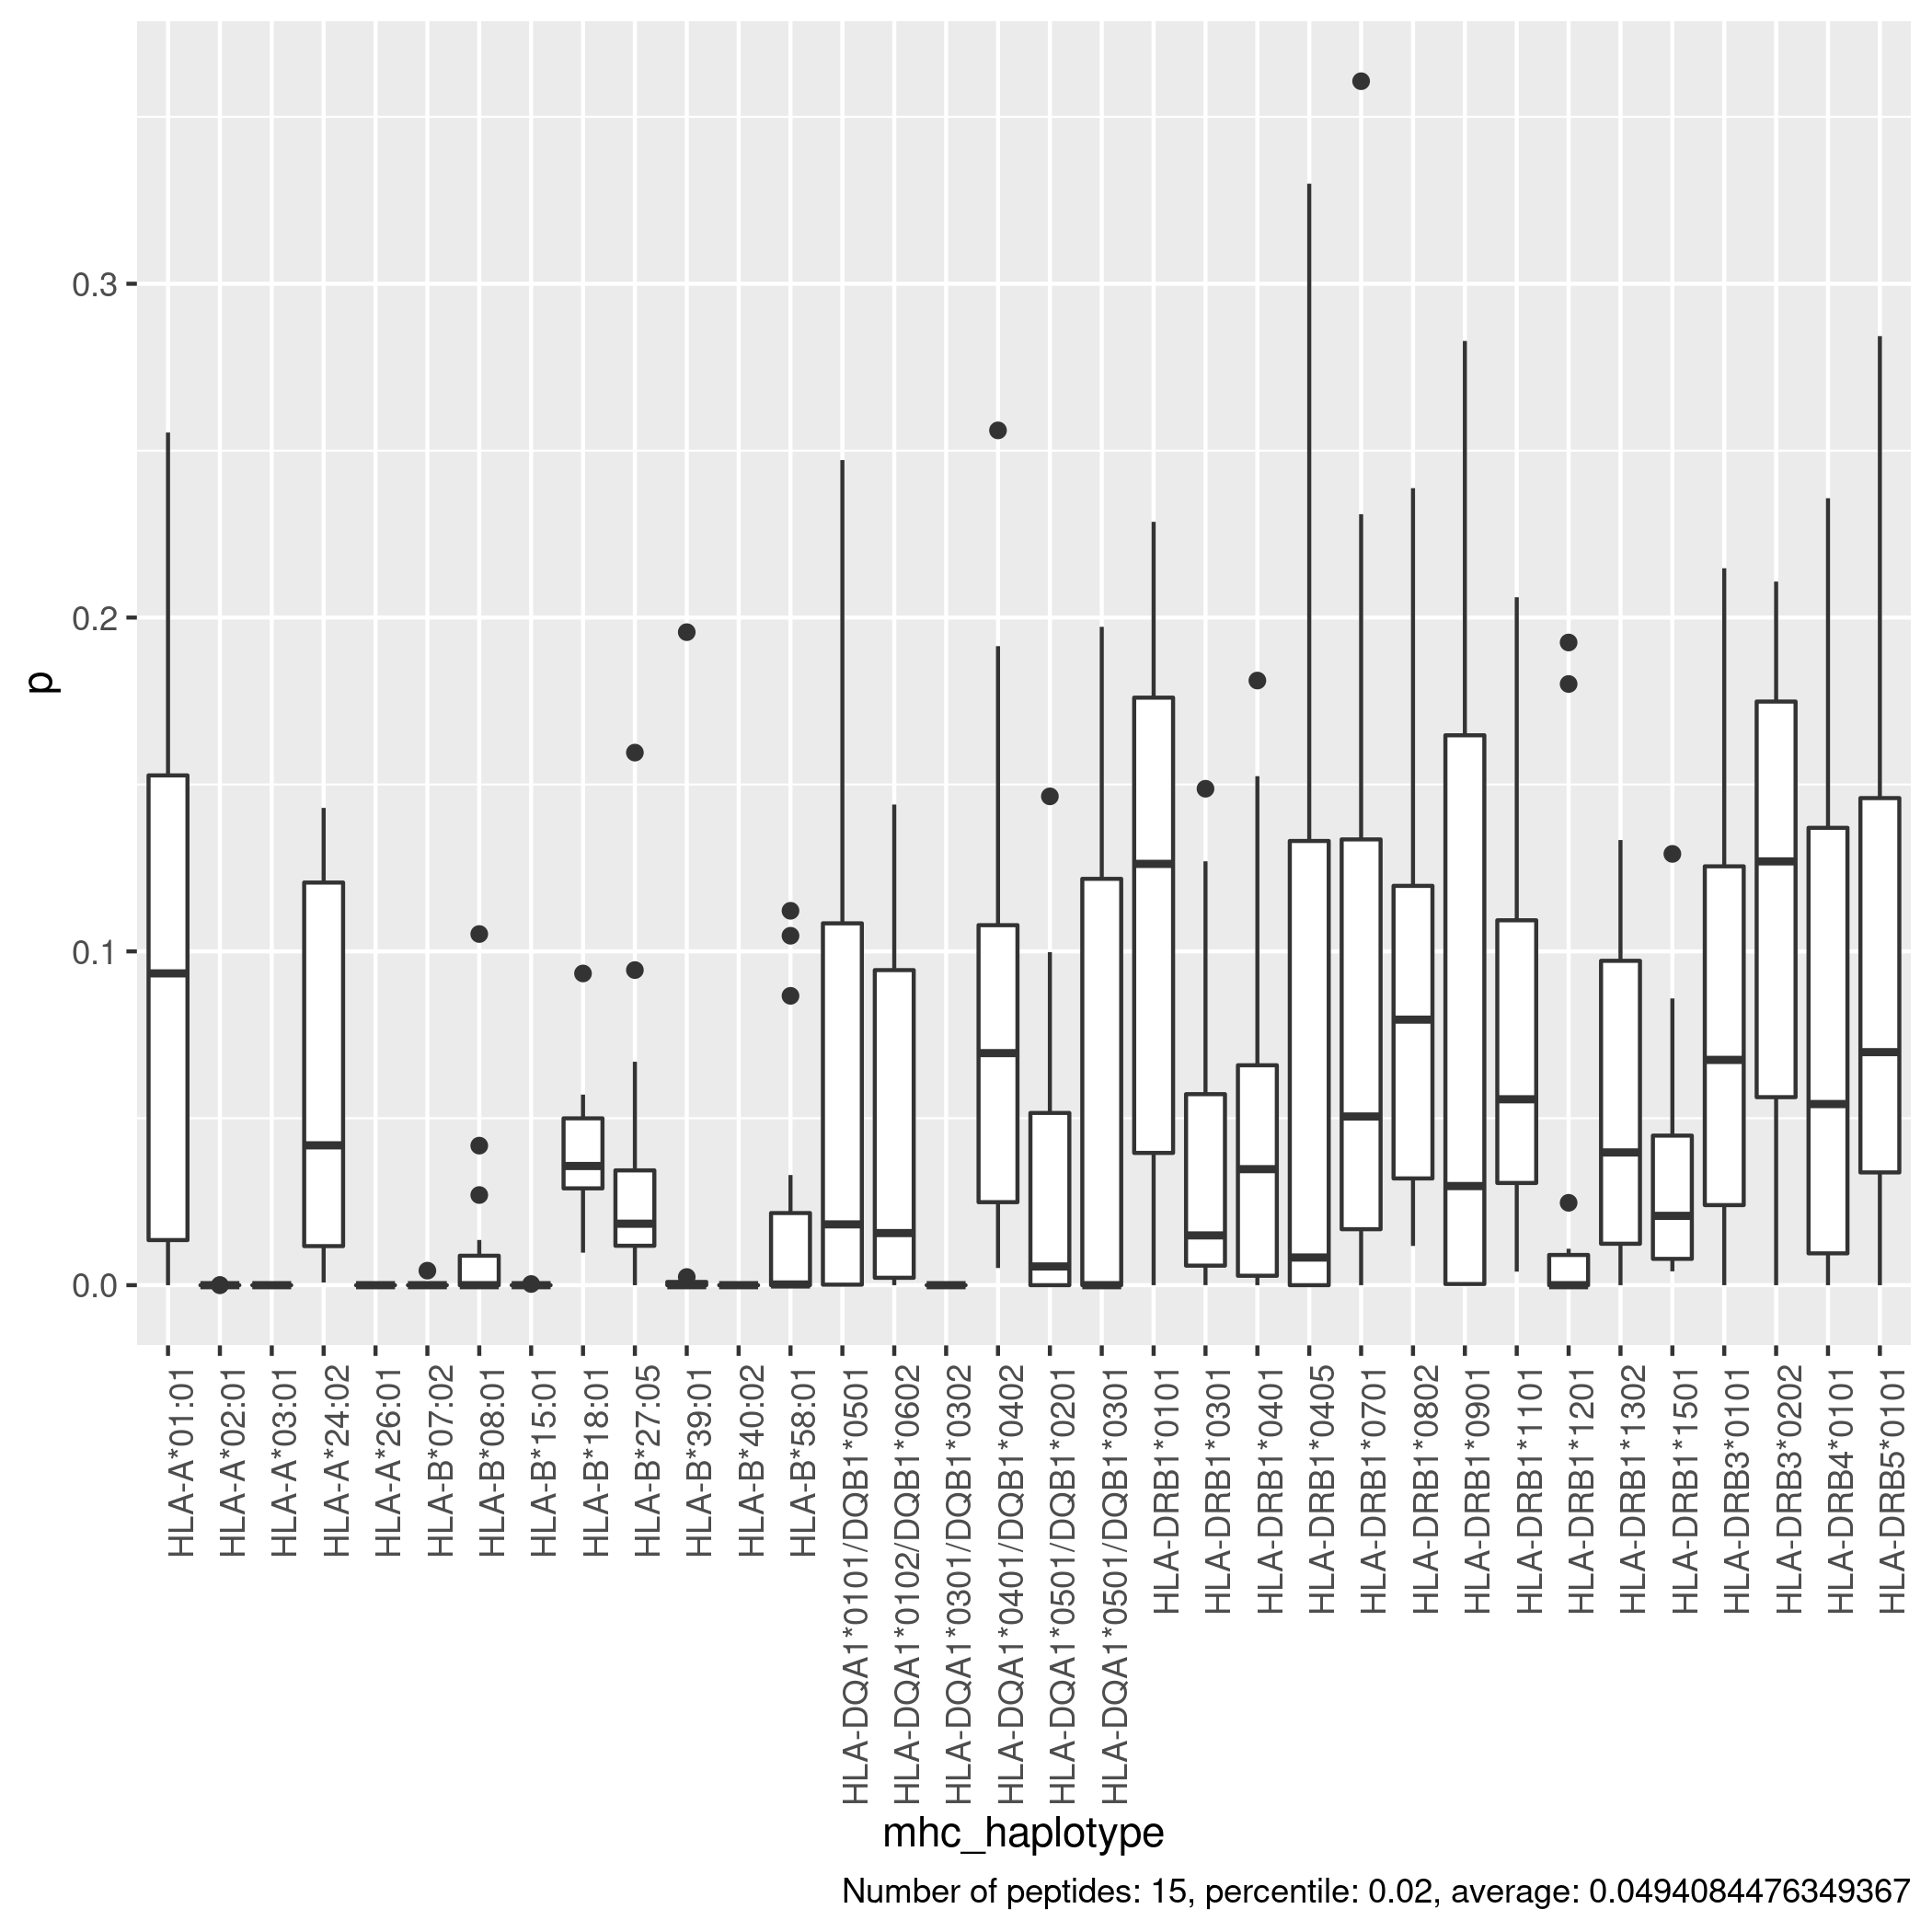 0.3
0.2
p
0.1
0.0
HLA-A*01:01
HLA-A*02:01
HLA-A*03:01
HLA-A*24:02
HLA-A*26:01
HLA-B*07:02
HLA-B*08:01
HLA-B*15:01
HLA-B*18:01
HLA-B*27:05
HLA-B*39:01
HLA-B*40:02
HLA-B*58:01
HLA-DQA1*0101/DQB1*0501
HLA-DQA1*0102/DQB1*0602
HLA-DQA1*0301/DQB1*0302
HLA-DQA1*0401/DQB1*0402
HLA-DQA1*0501/DQB1*0201
HLA-DQA1*0501/DQB1*0301
HLA-DRB1*0101
HLA-DRB1*0301
HLA-DRB1*0401
HLA-DRB1*0405
HLA-DRB1*0701
HLA-DRB1*0802
HLA-DRB1*0901
HLA-DRB1*1101
HLA-DRB1*1201
HLA-DRB1*1302
HLA-DRB1*1501
HLA-DRB3*0101
HLA-DRB3*0202
HLA-DRB4*0101
HLA-DRB5*0101
mhc_haplotype
Number of peptides: 15, percentile: 0.02, average: 0.0494084476349367